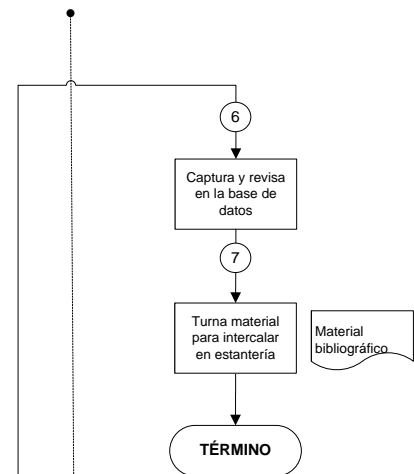 6
Captura y revisa
en la base de
datos
7
Turna material
para intercalar
en estantería
Material
bibliográfico
TÉRMINO